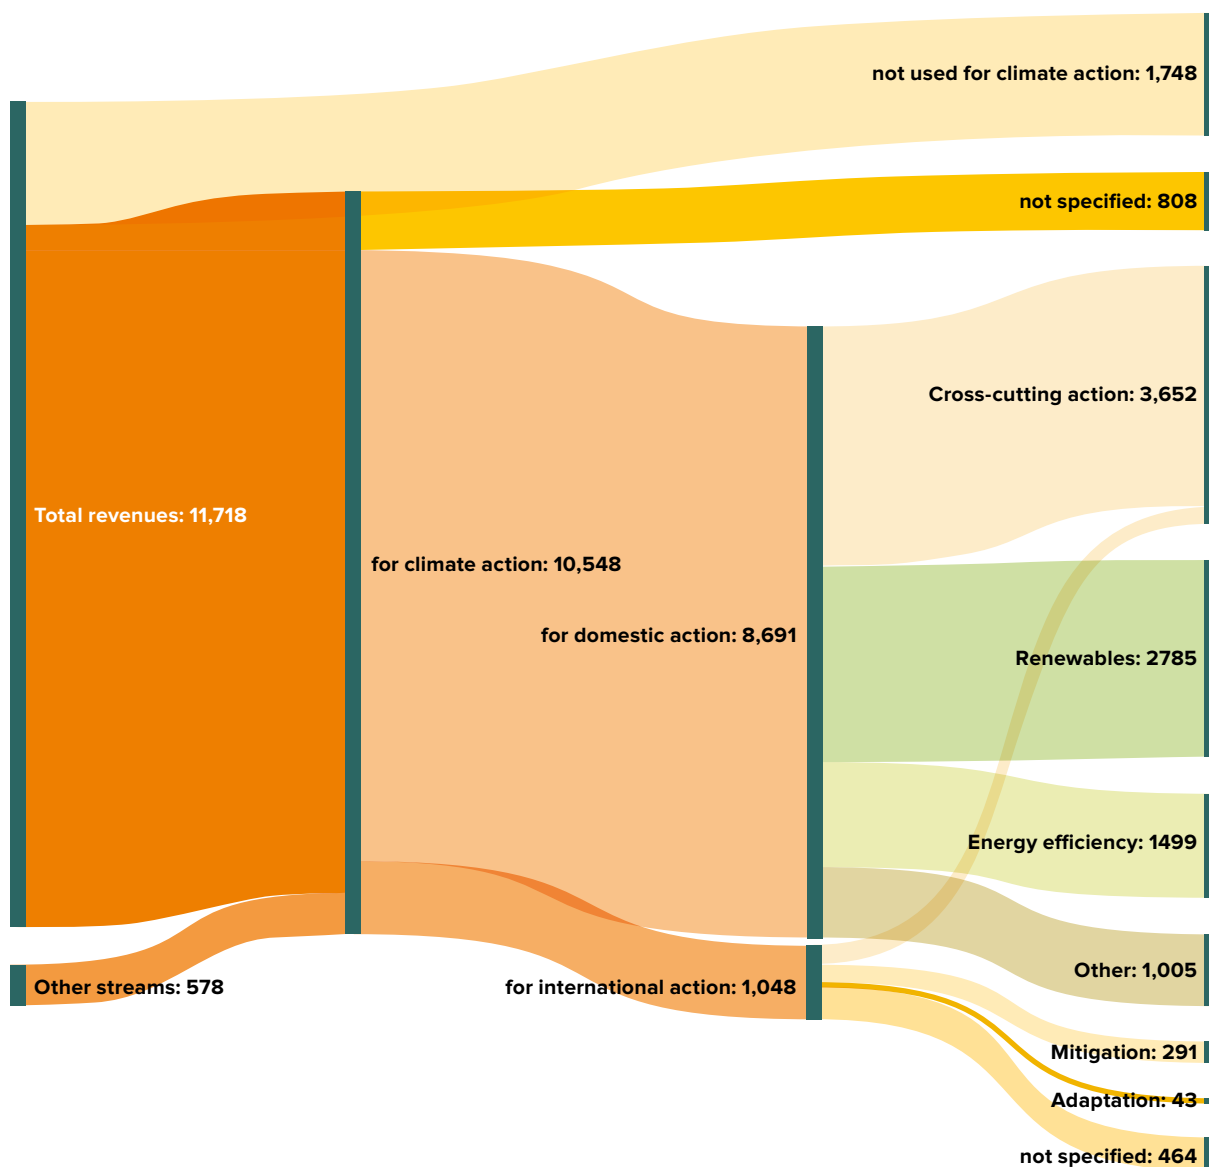 not used for climate action: 1,748
not specified: 808
Cross-cutting action: 3,652
Total revenues: 11,718
for climate action: 10,548
for domestic action: 8,691
Renewables: 2785
Energy efficiency: 1499
Other: 1,005
Other streams: 578
for international action: 1,048
Mitigation: 291
Adaptation: 43
not specified: 464